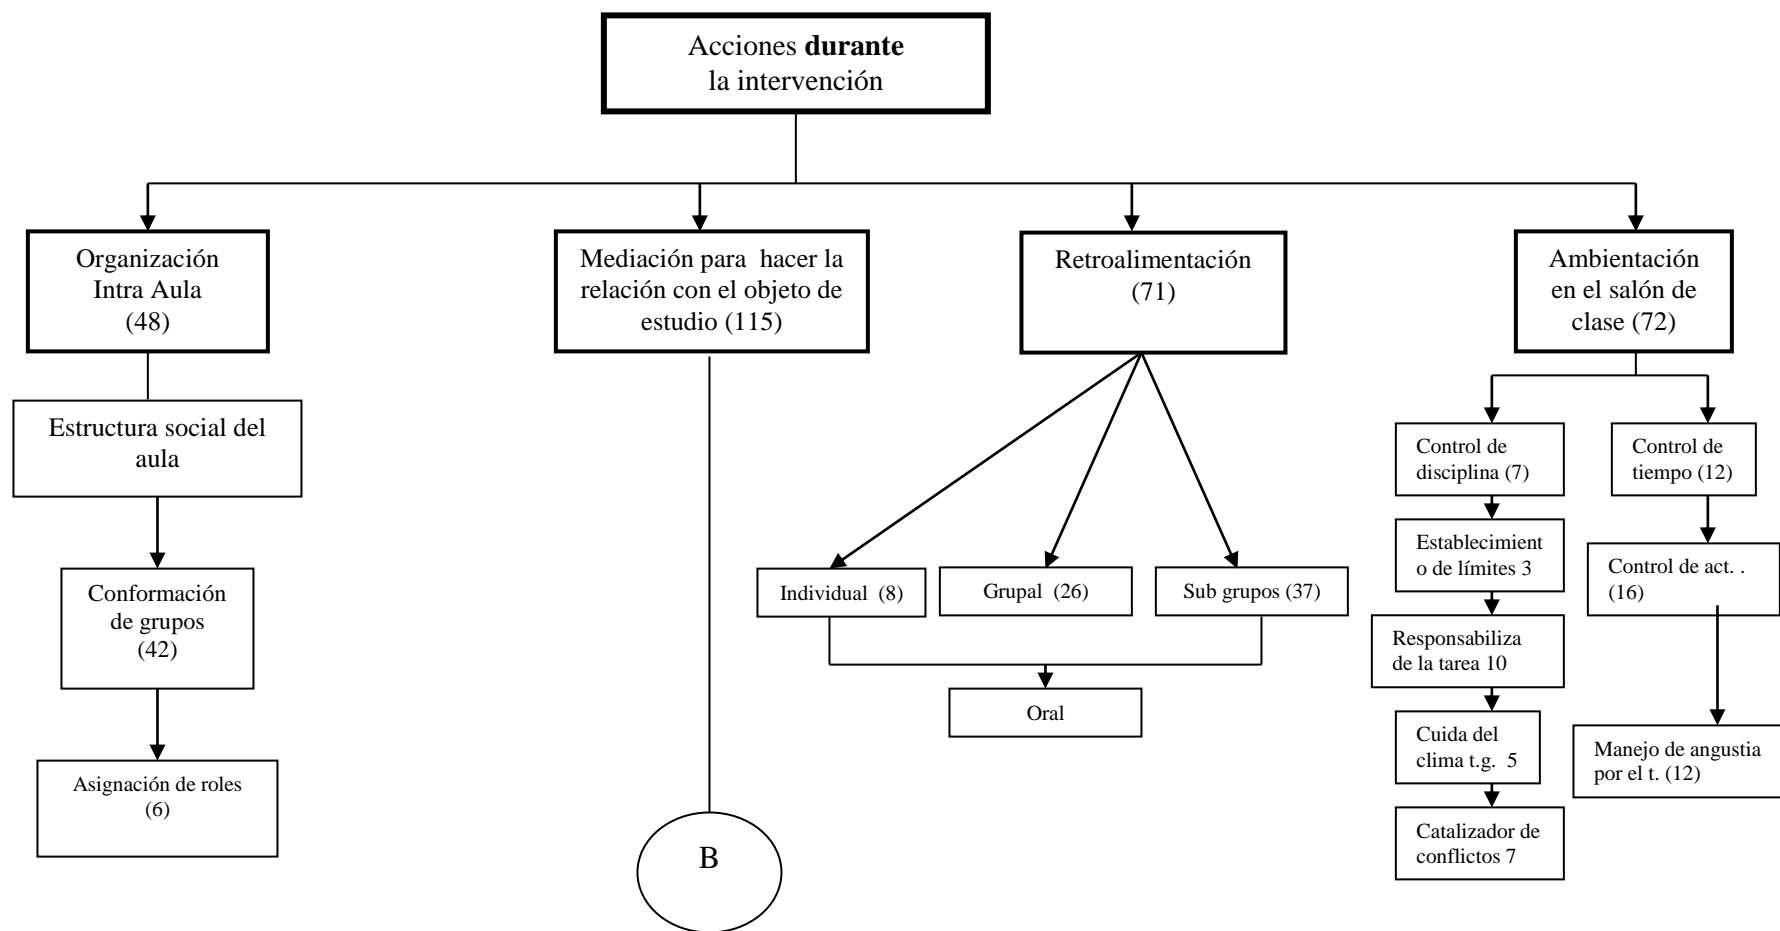 Acciones durante
la intervención
Organización
Intra Aula
(48)
Mediación para hacer la
relación con el objeto de
estudio (115)
Retroalimentación
(71)
Ambientación
en el salón de
clase (72)
Estructura social del
aula
Conformación
de grupos
(42)
Asignación de roles
(6)
B
Individual (8)
Grupal (26)
Sub grupos (37)
Oral
Control de
disciplina (7)
Establecimient
o de límites 3
Responsabiliza
de la tarea 10
Cuida del
clima t.g. 5
Catalizador de
conflictos 7
Control de
tiempo (12)
Control de act. .
(16)
Manejo de angustia
por el t. (12)